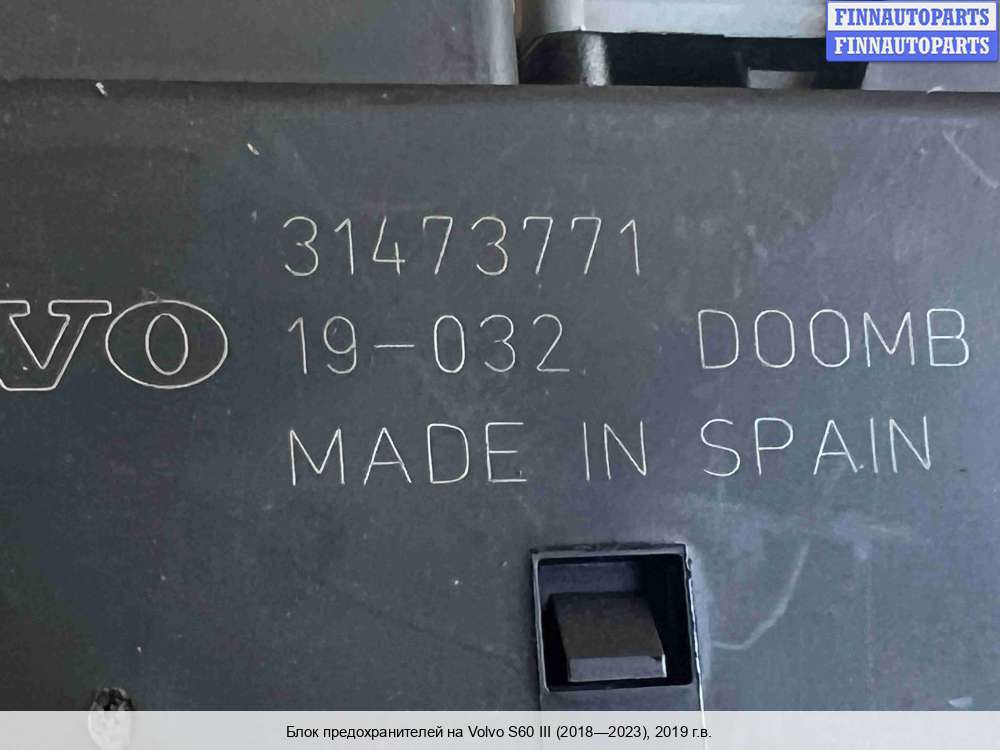 FINNAUTOPARTS
FINNAUTOPARTS
31473771
VO 19-032 DOOMB
MADE IN SPAIN
Блок предохранителей на Volvo S60 III (2018—2023), 2019 г.в.